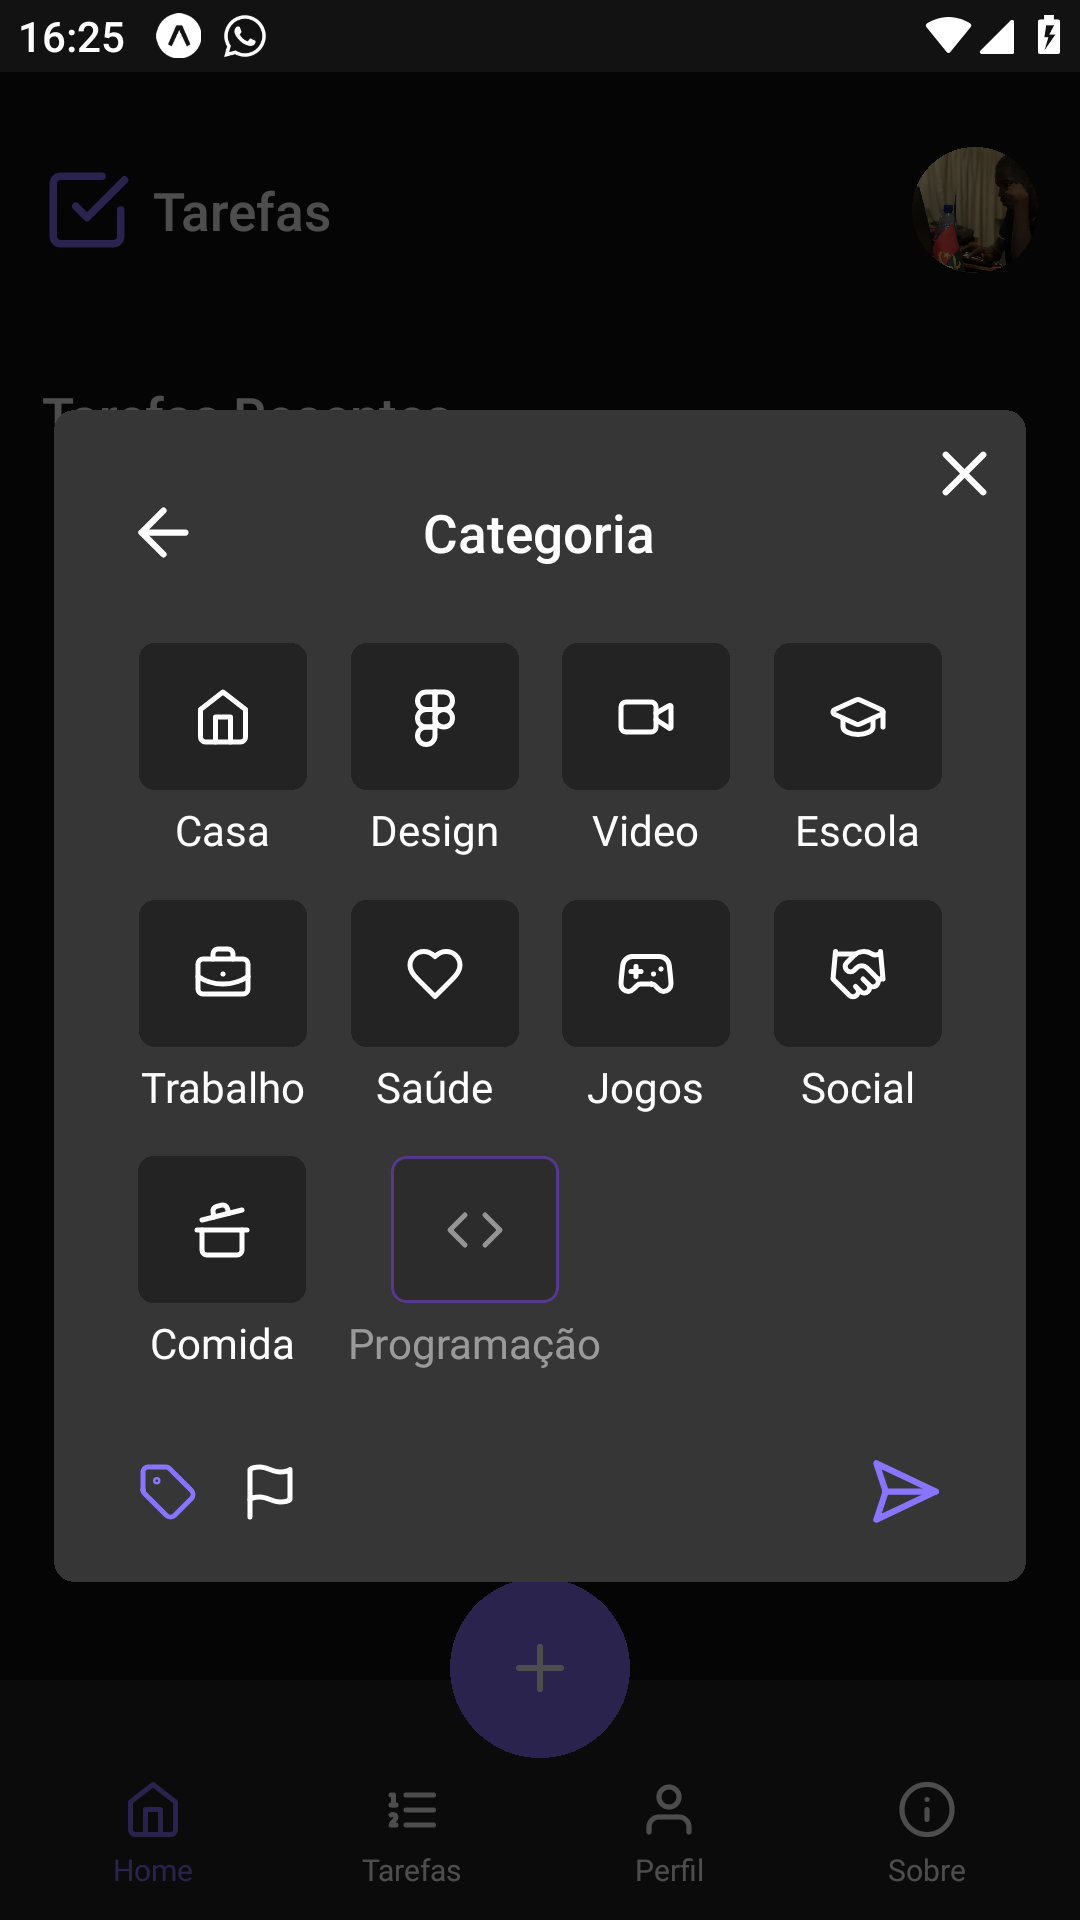 16:25
Tarefas
Tarefas Recentes
Categoria
Casa Design Video Escola
Trabalho Saúde Jogos Social
Comida Programação
Home Tarefas Perfil Sobre